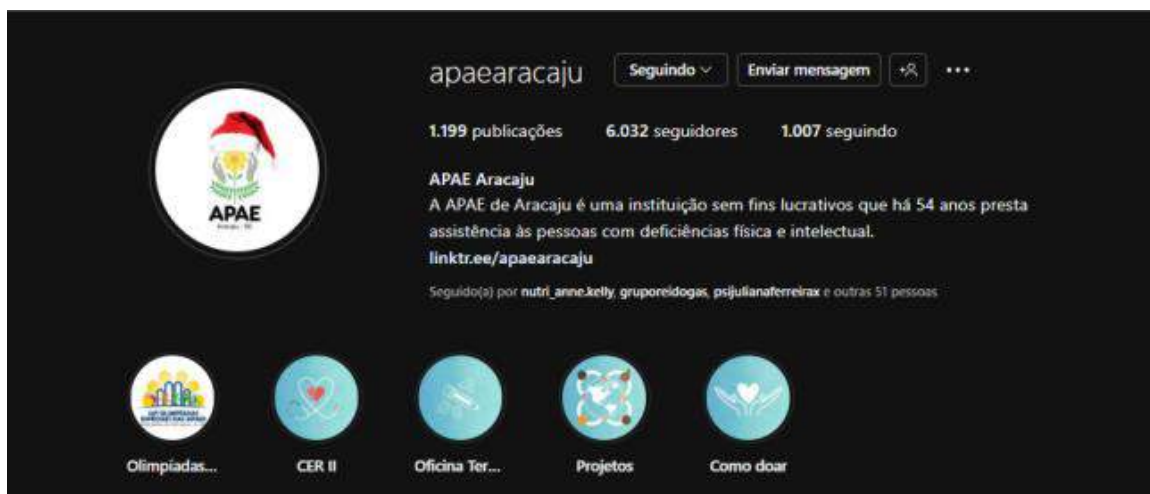 apaearacaju Seguindo Enviar mensagem
1.199 publicações 6.032 seguidores 1.007 seguindo
APAE
APAE Aracaju
A APAE de Aracaju é uma instituição sem fins lucrativos que há 54 anos presta
assistência às pessoas com deficiências física e intelectual.
linktr.ee/apaearacaju
Seguido(a) por nutri_anne.kelly, gruporeidogas, psijulianaferreirax e outras 51 pessoas
Olimpíadas... CER II Oficina Ter... Projetos Como doar